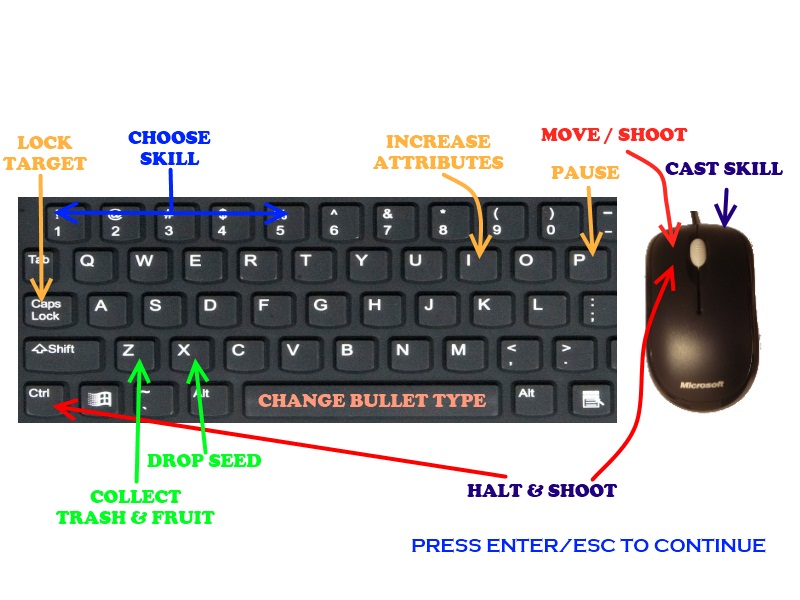 MOVE / SHOOT
LOCK
TARGET
CHOOSE
SKILL
INCREASE
ATTRIBUTES
PAUSE
CAST SKILL
! 1 @ 2 # 3 $ 4 5 ^ 6 & 7 * 8 ( 9 ) 0 _ -
Tab Q W E R T Y U I O P
Caps Lock A S D F G H J K L : ;
Shift Z X C V B N M < , > .
Ctrl ~ Alt CHANGE BULLET TYPE Alt
Microsoft
DROP SEED
COLLECT
TRASH & FRUIT
HALT & SHOOT
PRESS ENTER/ESC TO CONTINUE